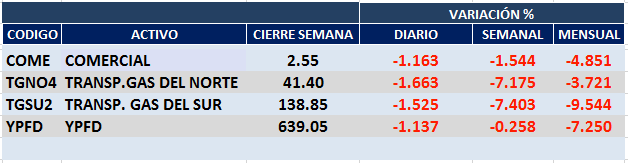 VARIACIÓN %
CODIGO ACTIVO CIERRE SEMANA DIARIO SEMANAL MENSUAL
COME COMERCIAL 2.55 -1.163 -1.544 -4.851
TGNO4 TRANSP.GAS DEL NORTE 41.40 -1.663 -7.175 -3.721
TGSU2 TRANSP. GAS DEL SUR 138.85 -1.525 -7.403 -9.544
YPFD YPFD 639.05 -1.137 -0.258 -7.250